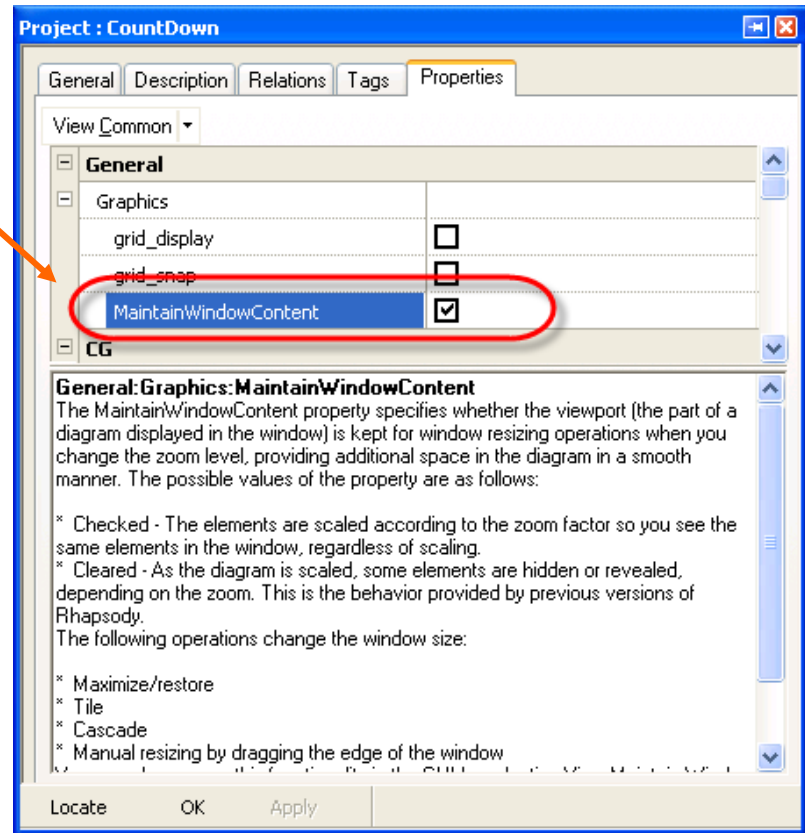 Project : CountDown
General Description Relations Tags Properties
View Common
General
Graphics
grid_display
grid_snap
MaintainWindowContent
CG
General:Graphics:MaintainWindowContent
The MaintainWindowContent property specifies whether the viewport (the part of a
diagram displayed in the window) is kept for window resizing operations when you
change the zoom level, providing additional space in the diagram in a smooth
manner. The possible values of the property are as follows:
* Checked - The elements are scaled according to the zoom factor so you see the
same elements in the window, regardless of scaling.
* Cleared - As the diagram is scaled, some elements are hidden or revealed,
depending on the zoom. This is the behavior provided by previous versions of
Rhapsody.
The following operations change the window size:
* Maximize/restore
* Tile
* Cascade
* Manual resizing by dragging the edge of the window
Locate OK Apply